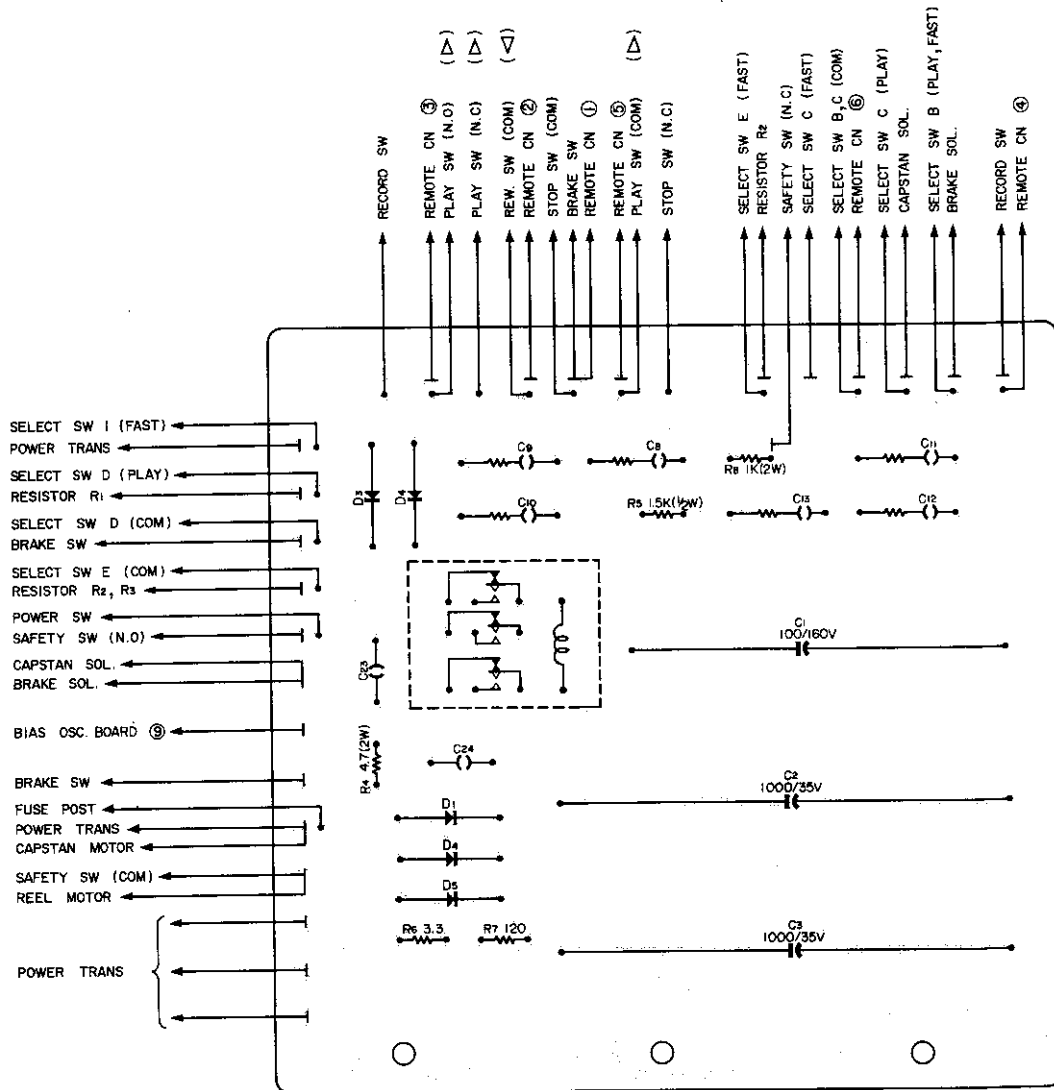 RECORD SW
REMOTE CN ③
PLAY SW (N.O) (▷)
PLAY SW (N.C) (▷)
REW. SW (COM) (◁)
REMOTE CN ②
STOP SW (COM)
BRAKE SW
REMOTE CN ①
REMOTE CN ⑤
PLAY SW (COM) (▷)
STOP SW (N.C)
SELECT SW E (FAST)
RESISTOR R2
SAFETY SW (N.C)
SELECT SW C (FAST)
SELECT SW B,C (COM)
REMOTE CN ⑥
SELECT SW C (PLAY)
CAPSTAN SOL.
SELECT SW B (PLAY, FAST)
BRAKE SOL.
RECORD SW
REMOTE CN ④
SELECT SW I (FAST)
POWER TRANS
SELECT SW D (PLAY)
RESISTOR R1
SELECT SW D (COM)
BRAKE SW
SELECT SW E (COM)
RESISTOR R2, R3
POWER SW
SAFETY SW (N.O)
CAPSTAN SOL.
BRAKE SOL.
BIAS OSC. BOARD ⑨
BRAKE SW
FUSE POST
POWER TRANS
CAPSTAN MOTOR
SAFETY SW (COM)
REEL MOTOR
POWER TRANS
D3
D4
C9
C8
R8 1K(2W)
C11
C10
R5 1.5K(½W)
C13
C12
C23
C1
100/160V
R4 4.7(2W)
C24
C2
1000/35V
D1
D4
D5
R6 3.3
R7 120
C3
1000/35V